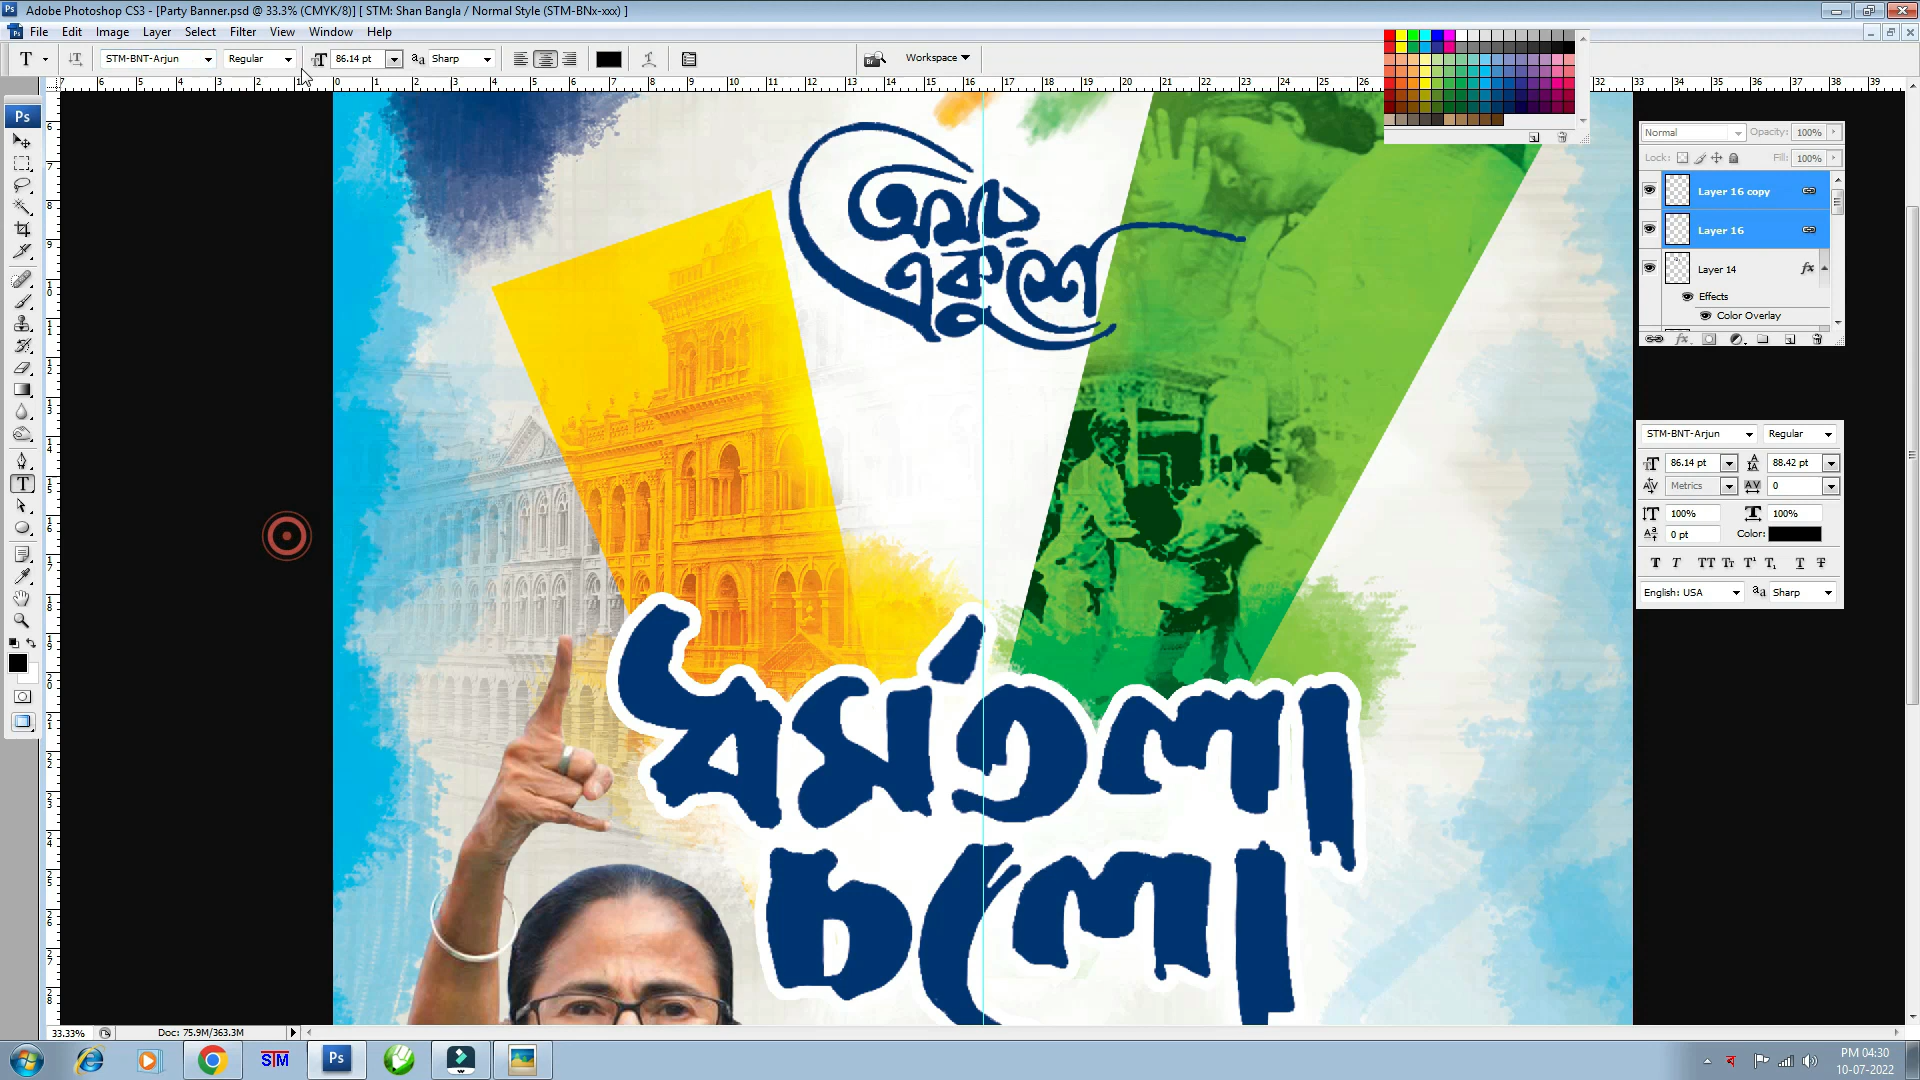 Adobe Photoshop CS3 - [Party Banner.psd @ 33.3% (CMYK/8)] [ STM: Shan Bangla / Normal Style (STM-BNx-xxx) ]
File Edit Image Layer Select Filter View Window Help
STM-BNT-Arjun Regular 86.14 pt Sharp Workspace
অমর
একুশে
ধর্মতলা
চলো
Normal Opacity: 100%
Lock: Fill: 100%
Layer 16 copy
Layer 16
Layer 14 fx
Effects
Color Overlay
STM-BNT-Arjun Regular
86.14 pt 88.42 pt
Metrics 0
100% 100%
0 pt Color:
English: USA Sharp
33.33% Doc: 75.9M/363.3M
STM Ps
PM 04:30
10-07-2022